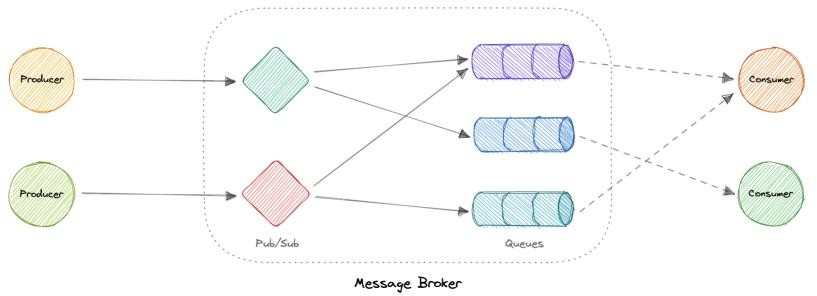 Producer
Consumer
Producer
Consumer
Pub/Sub
Queues
Message Broker